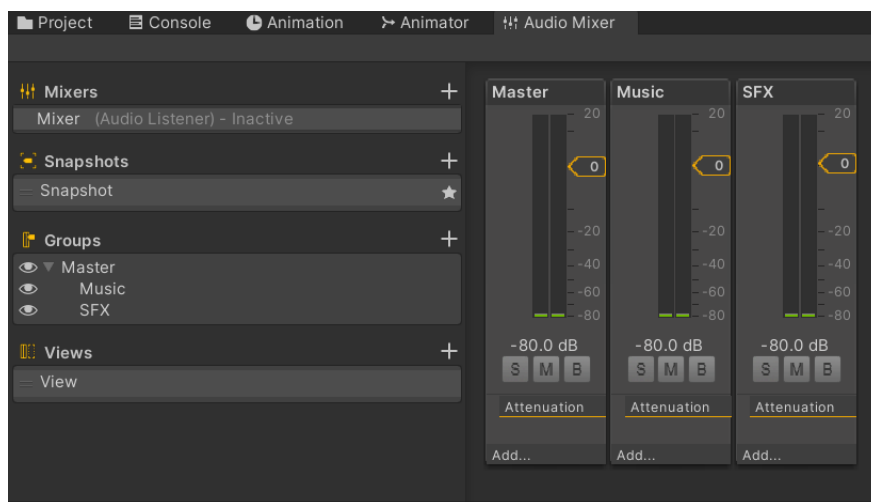 Project Console Animation Animator Audio Mixer
Mixers
Mixer (Audio Listener) - Inactive
Snapshots
Snapshot
Groups
Master
Music
SFX
Views
View
Master Music SFX
20 20 20
0 0 0
-20 -20 -20
-40 -40 -40
-60 -60 -60
-80 -80 -80
-80.0 dB -80.0 dB -80.0 dB
S M B S M B S M B
Attenuation Attenuation Attenuation
Add... Add... Add...